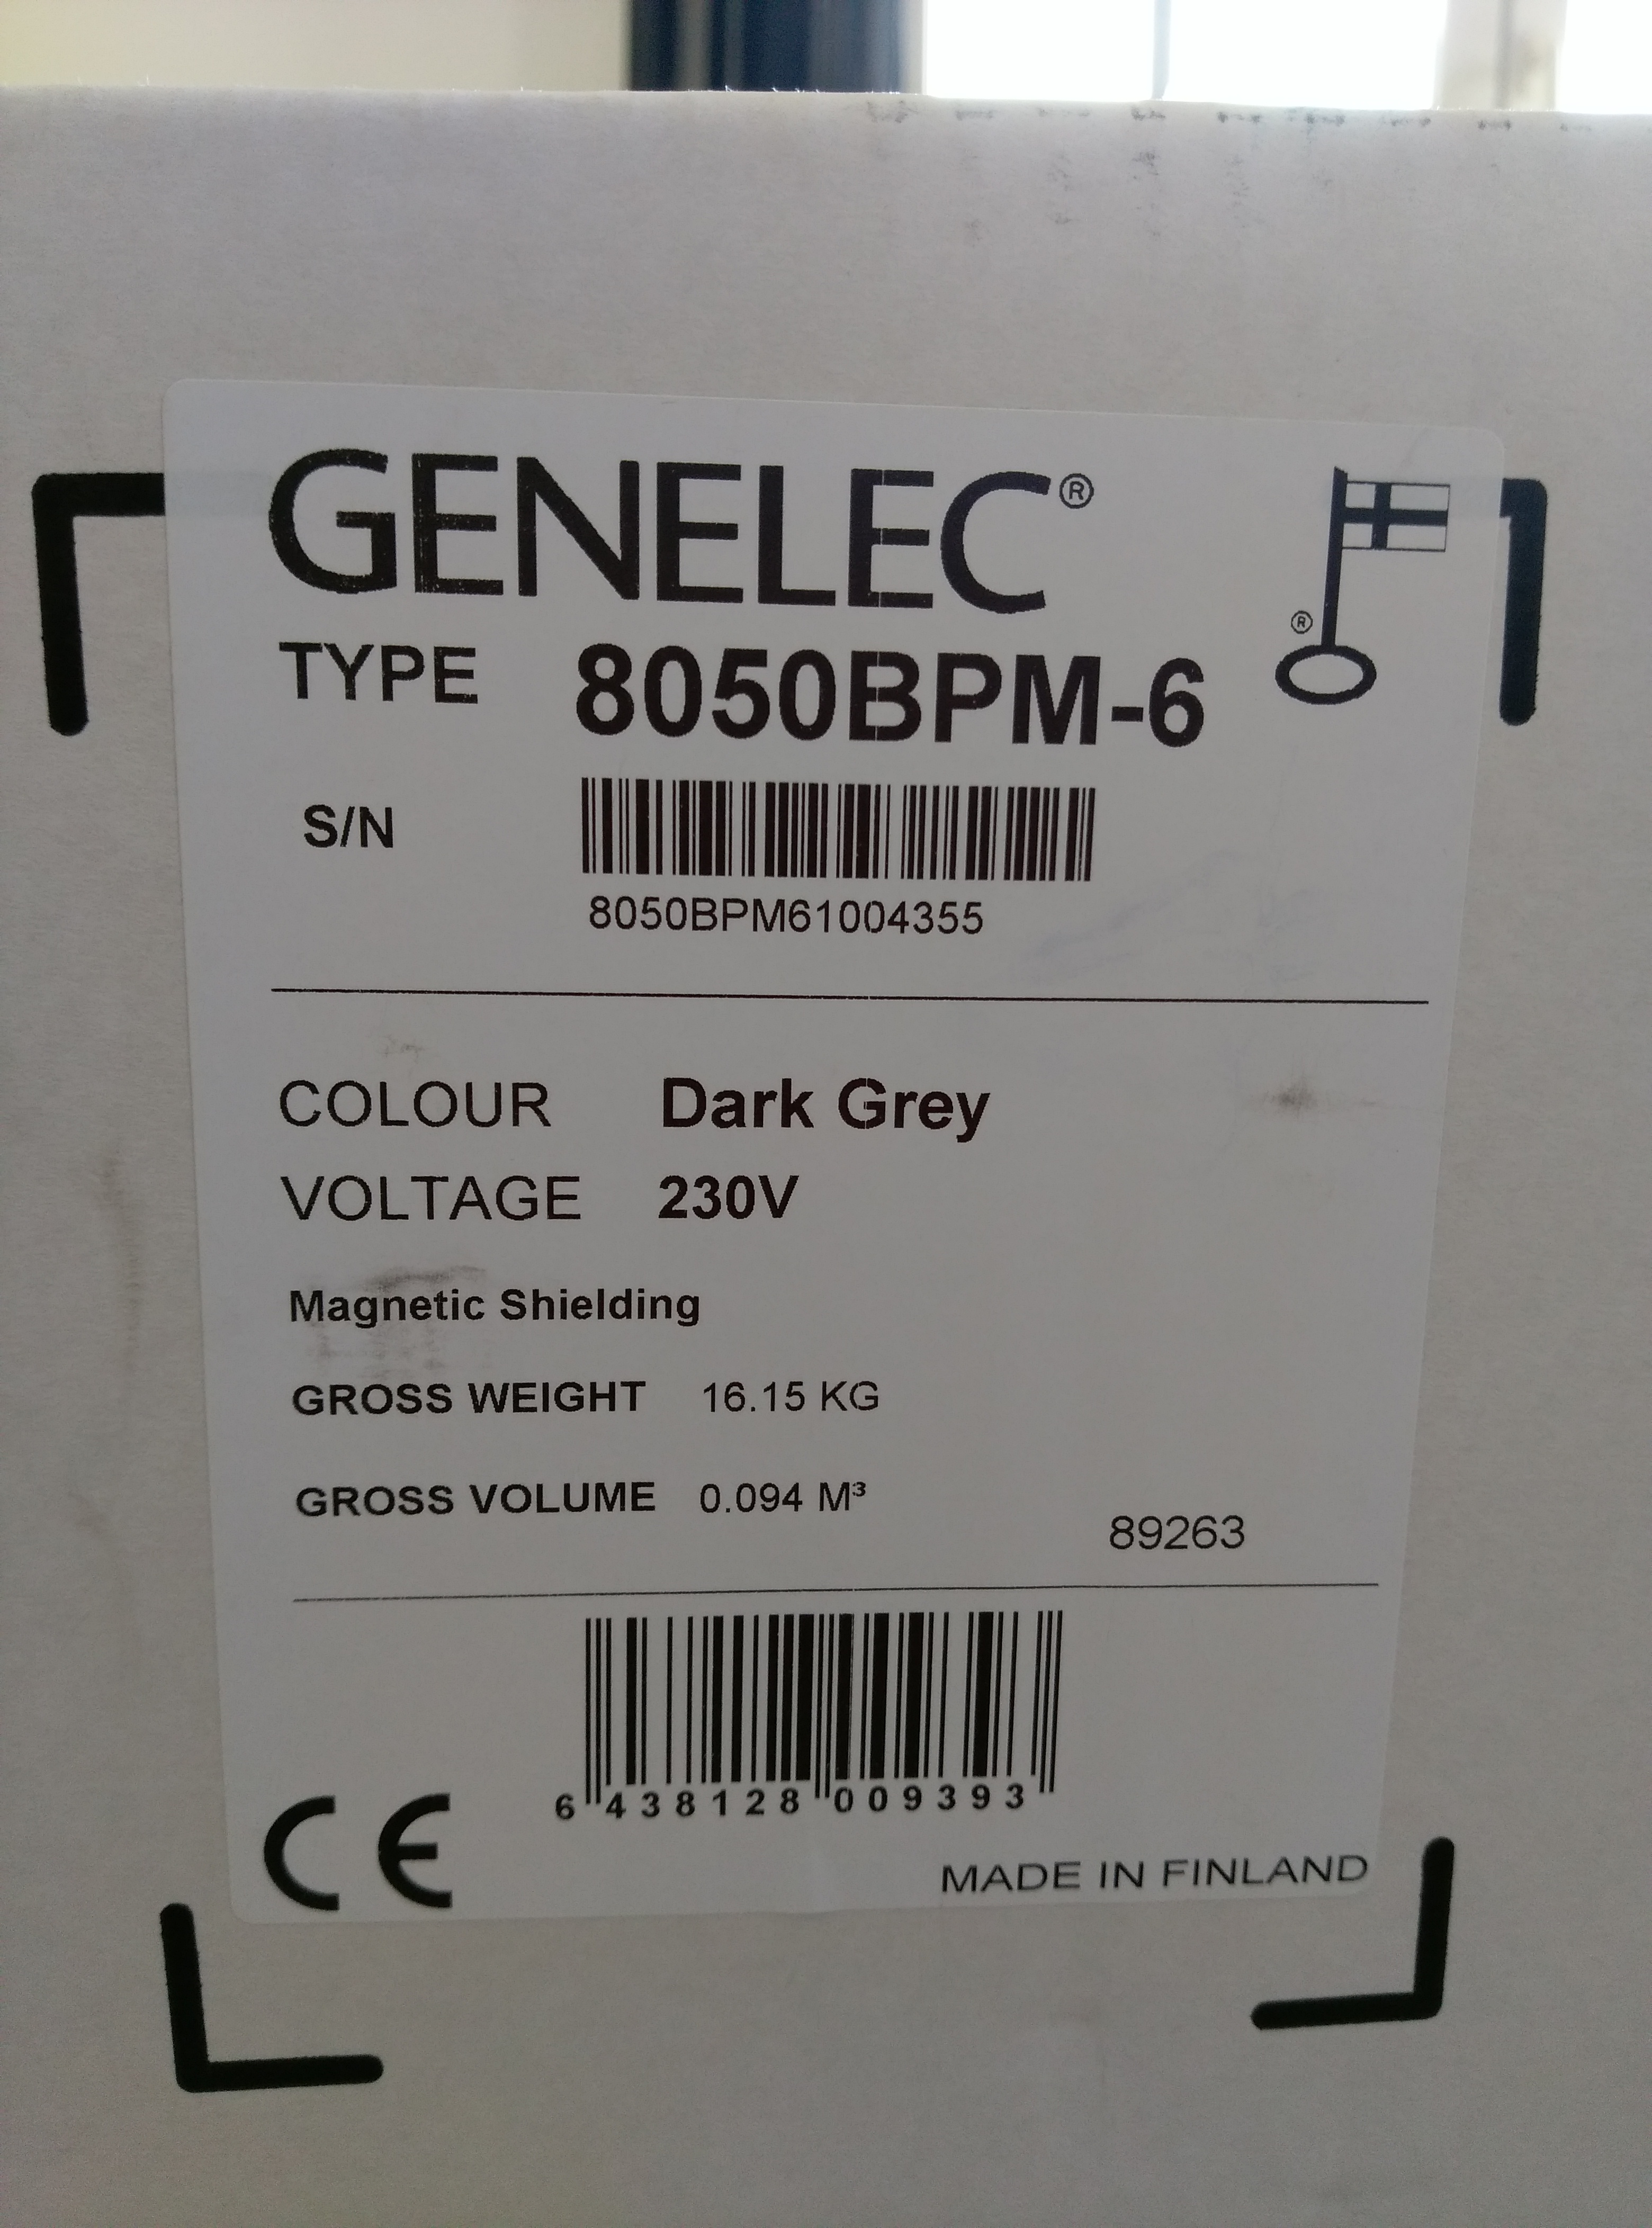 GENELEC®
®
TYPE 8050BPM-6
S/N
8050BPM61004355
COLOUR Dark Grey
VOLTAGE 230V
Magnetic Shielding
GROSS WEIGHT 16.15 KG
GROSS VOLUME 0.094 M³
89263
6 438128 009393
CE
MADE IN FINLAND